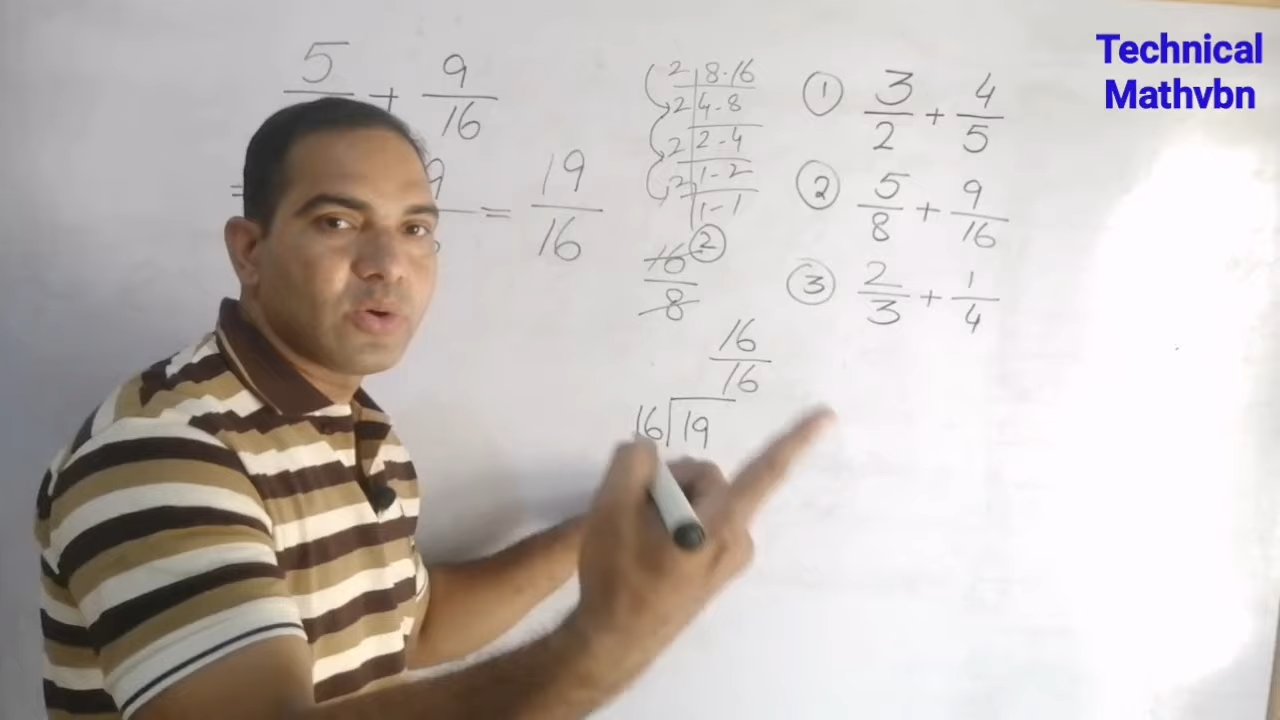 Technical
Mathvbn
5/ + 9/16
= 9/ = 19/16
2 | 8 - 16
2 | 4 - 8
2 | 2 - 4
2 | 1 - 2
1 - 1
16/8 ②
16/16
16 ) 19
① 3/2 + 4/5
② 5/8 + 9/16
③ 2/3 + 1/4